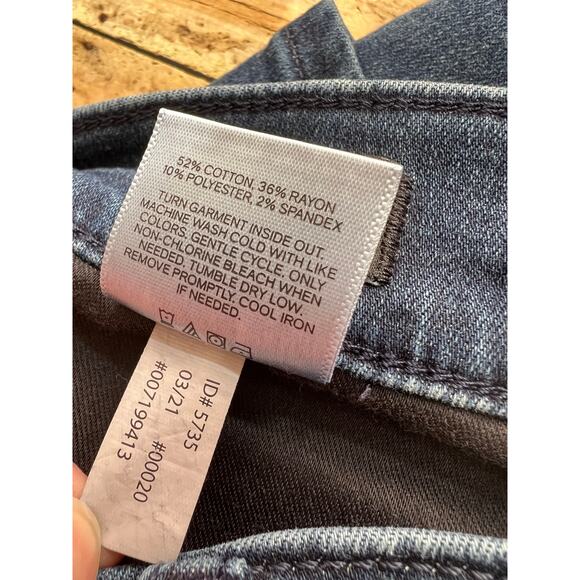 52% COTTON, 36% RAYON
10% POLYESTER, 2% SPANDEX
TURN GARMENT INSIDE OUT.
MACHINE WASH COLD WITH LIKE
COLORS. GENTLE CYCLE. ONLY
NON-CHLORINE BLEACH WHEN
NEEDED. TUMBLE DRY LOW.
REMOVE PROMPTLY. COOL IRON
IF NEEDED.
ID# 5735
03/21 #00020
#007199413